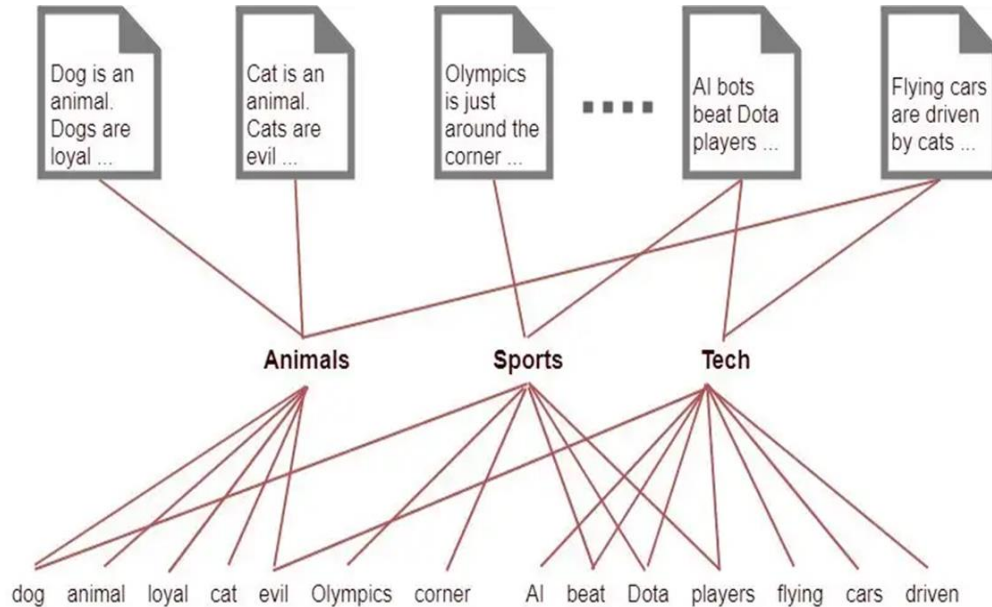 Dog is an
animal.
Dogs are
loyal ...
Cat is an
animal.
Cats are
evil ...
Olympics
is just
around the
corner ...
AI bots
beat Dota
players ...
Flying cars
are driven
by cats ...
Animals Sports Tech
dog animal loyal cat evil Olympics corner AI beat Dota players flying cars driven